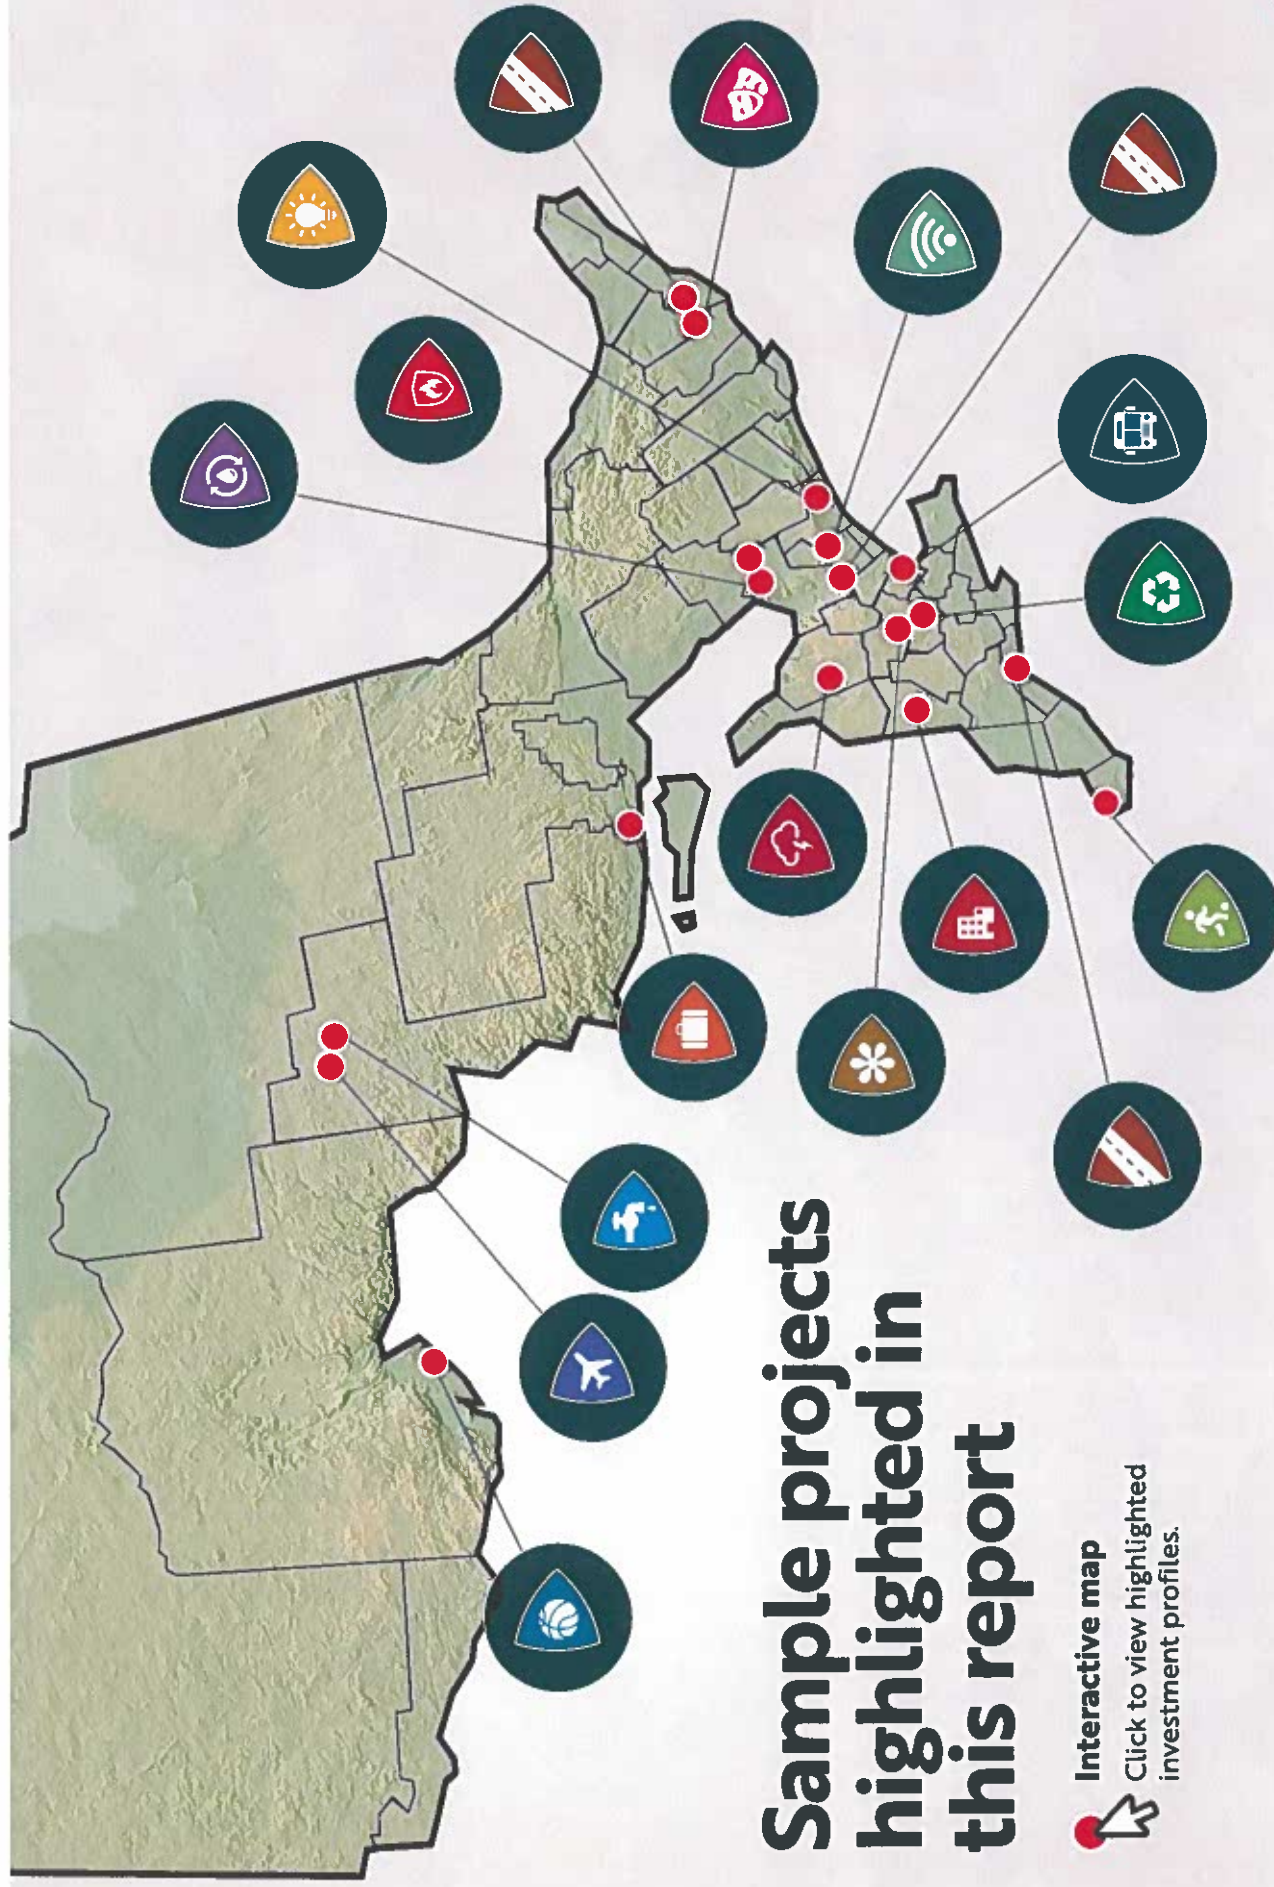 Sample projects
highlighted in
this report
Interactive map
Click to view highlighted
investment profiles.